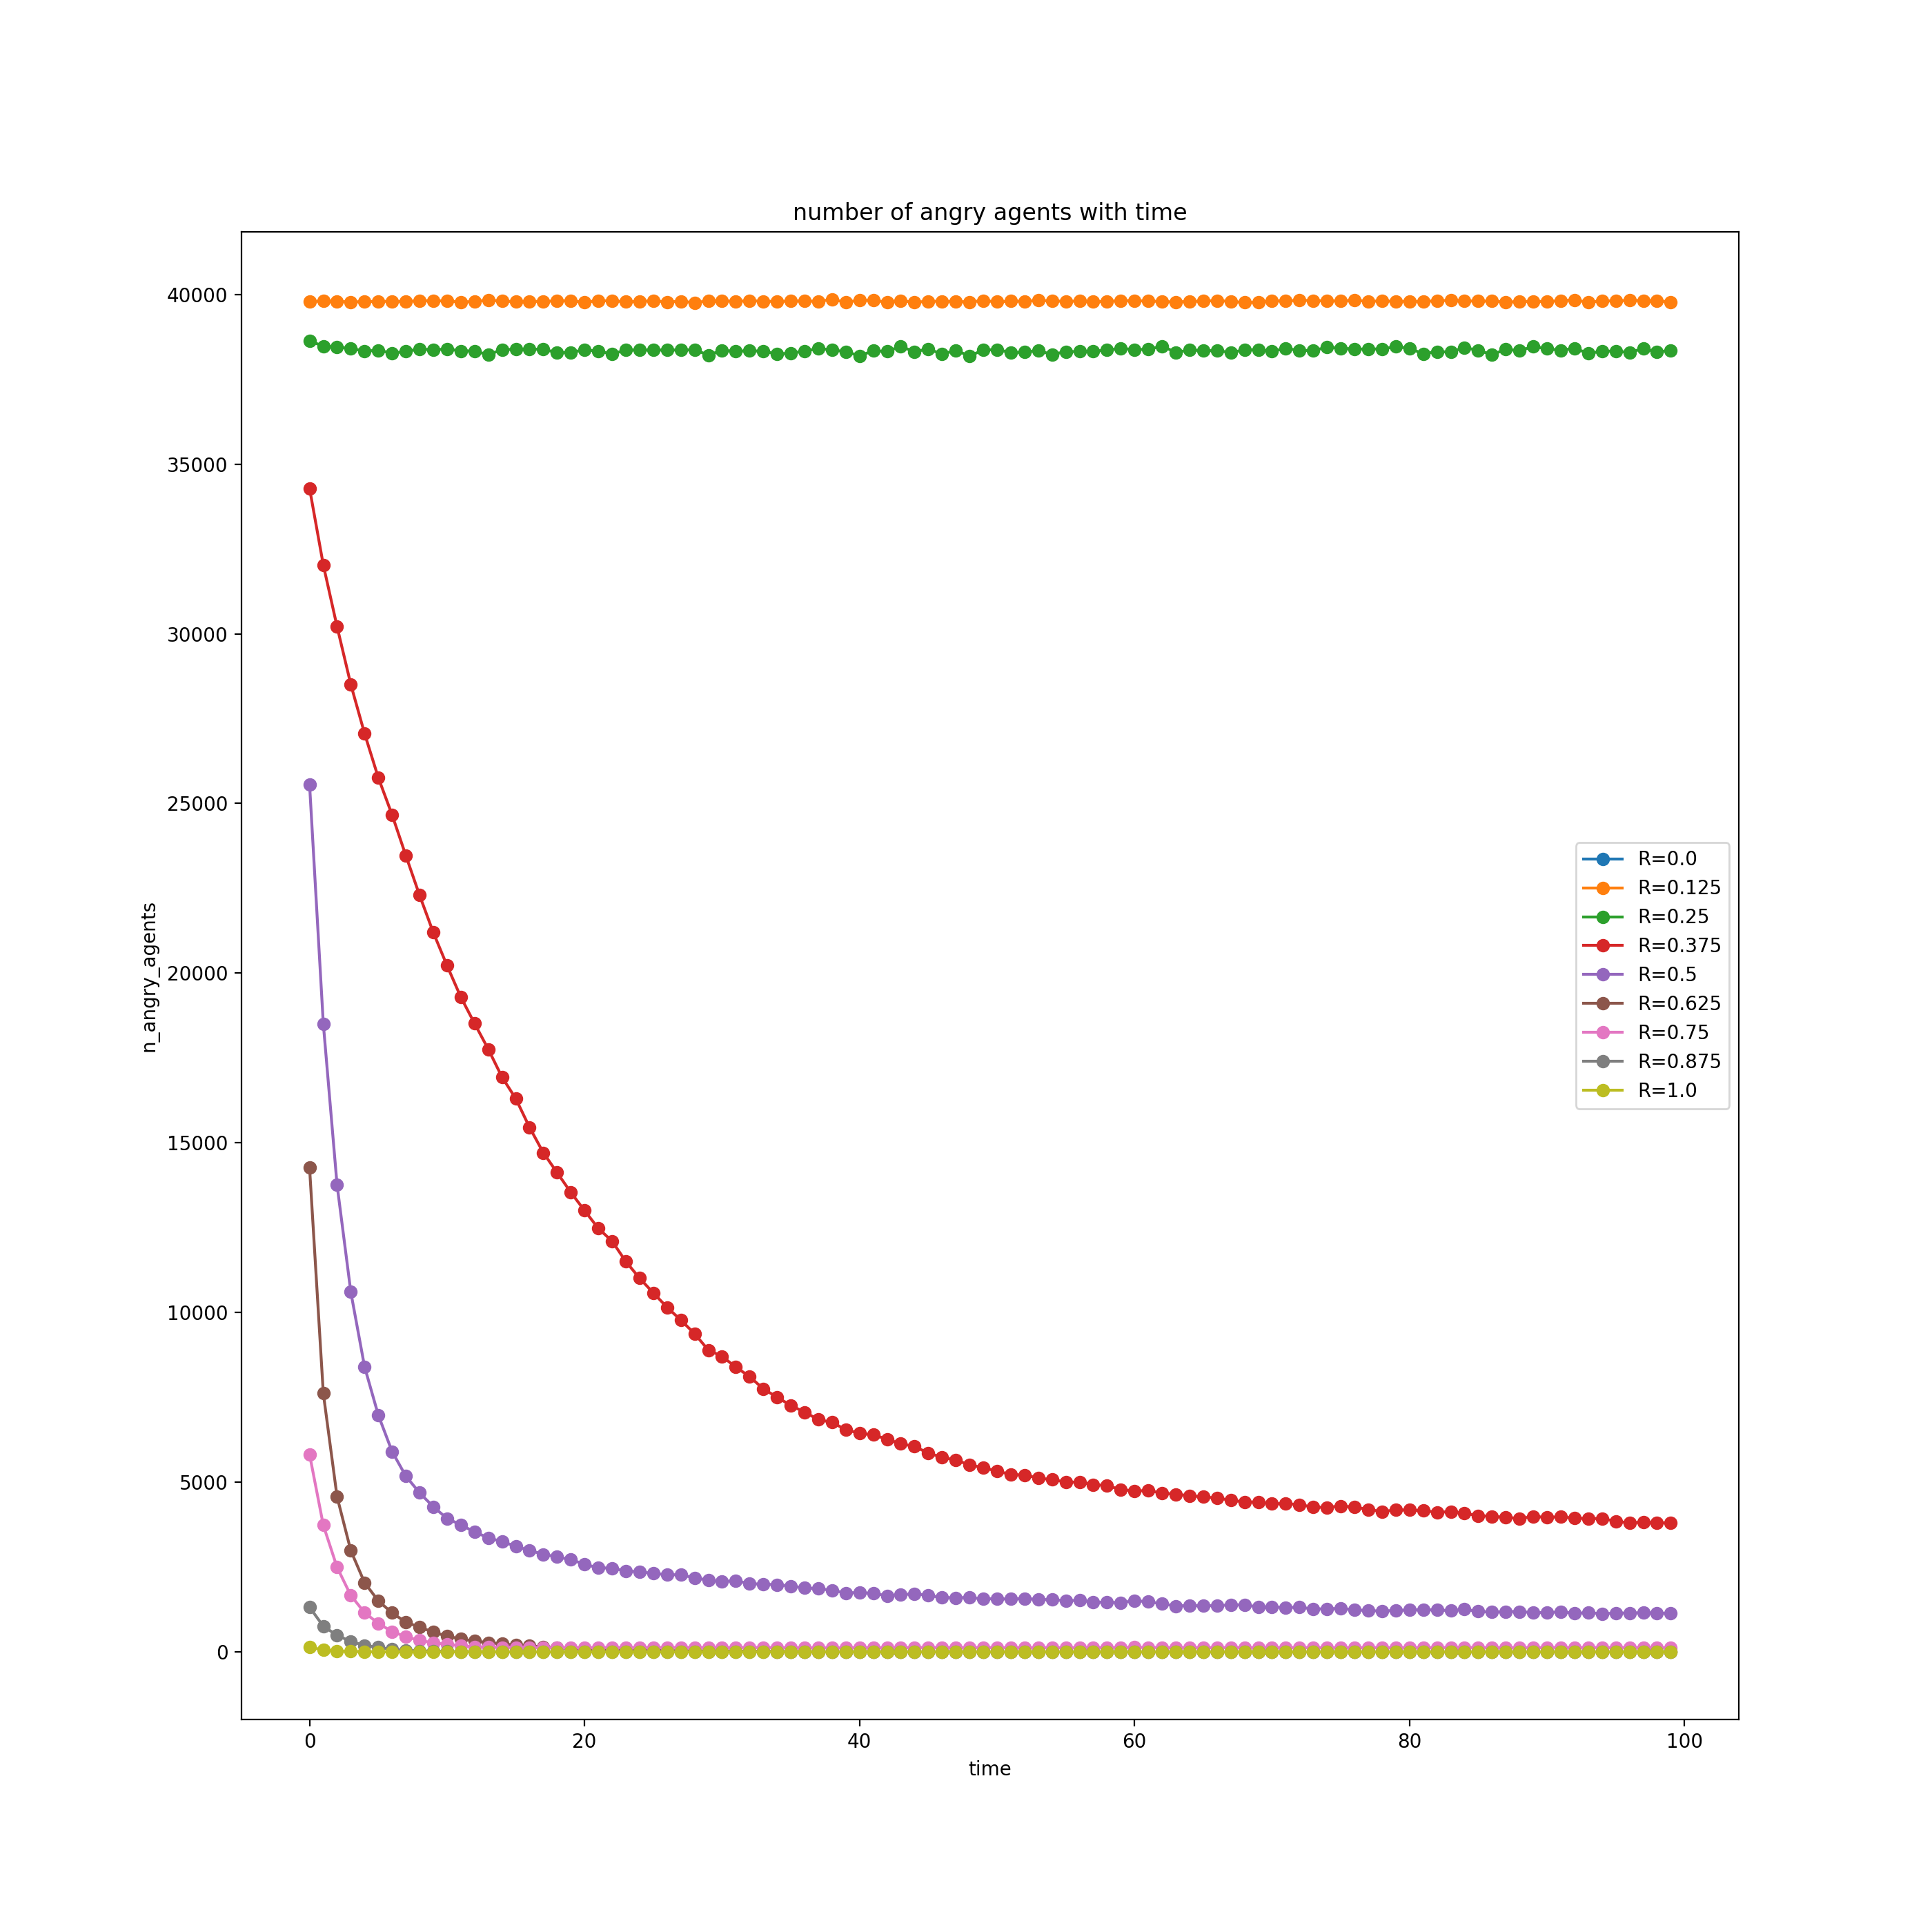 number of angry agents with time
40000
35000
30000
25000
20000
15000
10000
5000
0
n_angry_agents
R=0.0
R=0.125
R=0.25
R=0.375
R=0.5
R=0.625
R=0.75
R=0.875
R=1.0
0 20 40 60 80 100
time